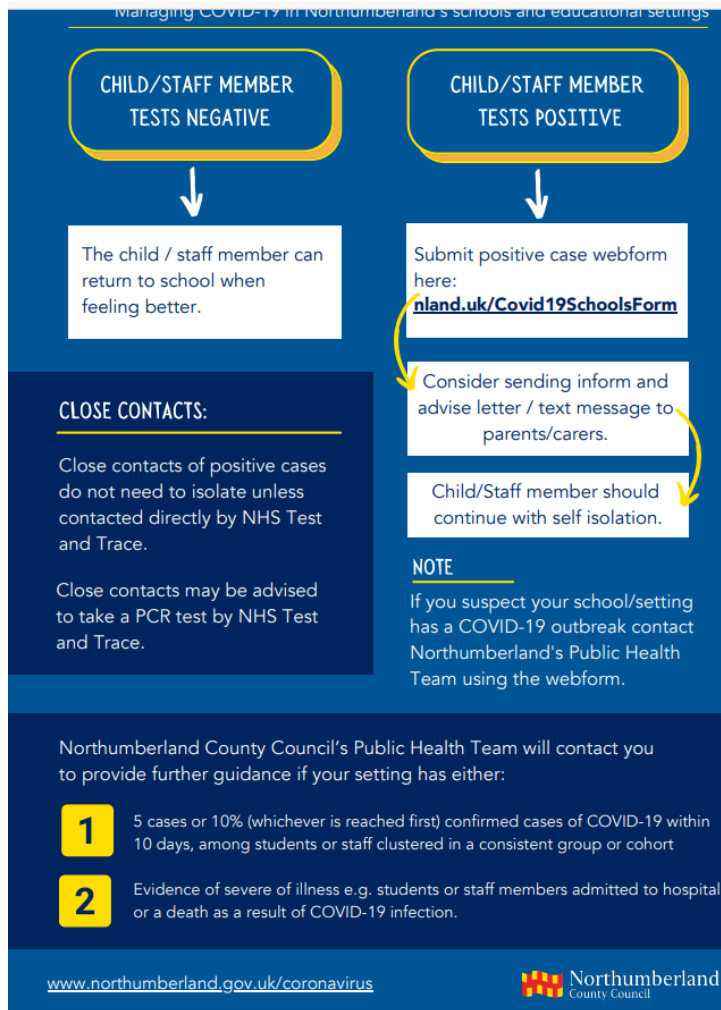 Managing COVID-19 in Northumberland's schools and educational settings
CHILD/STAFF MEMBER
TESTS NEGATIVE
The child / staff member can
return to school when
feeling better.
CHILD/STAFF MEMBER
TESTS POSITIVE
Submit positive case webform
here:
nland.uk/Covid19SchoolsForm
Consider sending inform and
advise letter / text message to
parents/carers.
Child/Staff member should
continue with self isolation.
CLOSE CONTACTS:
Close contacts of positive cases
do not need to isolate unless
contacted directly by NHS Test
and Trace.
Close contacts may be advised
to take a PCR test by NHS Test
and Trace.
NOTE
If you suspect your school/setting
has a COVID-19 outbreak contact
Northumberland's Public Health
Team using the webform.
Northumberland County Council's Public Health Team will contact you
to provide further guidance if your setting has either:
1
5 cases or 10% (whichever is reached first) confirmed cases of COVID-19 within
10 days, among students or staff clustered in a consistent group or cohort
2
Evidence of severe of illness e.g. students or staff members admitted to hospital
or a death as a result of COVID-19 infection.
www.northumberland.gov.uk/coronavirus
Northumberland
County Council